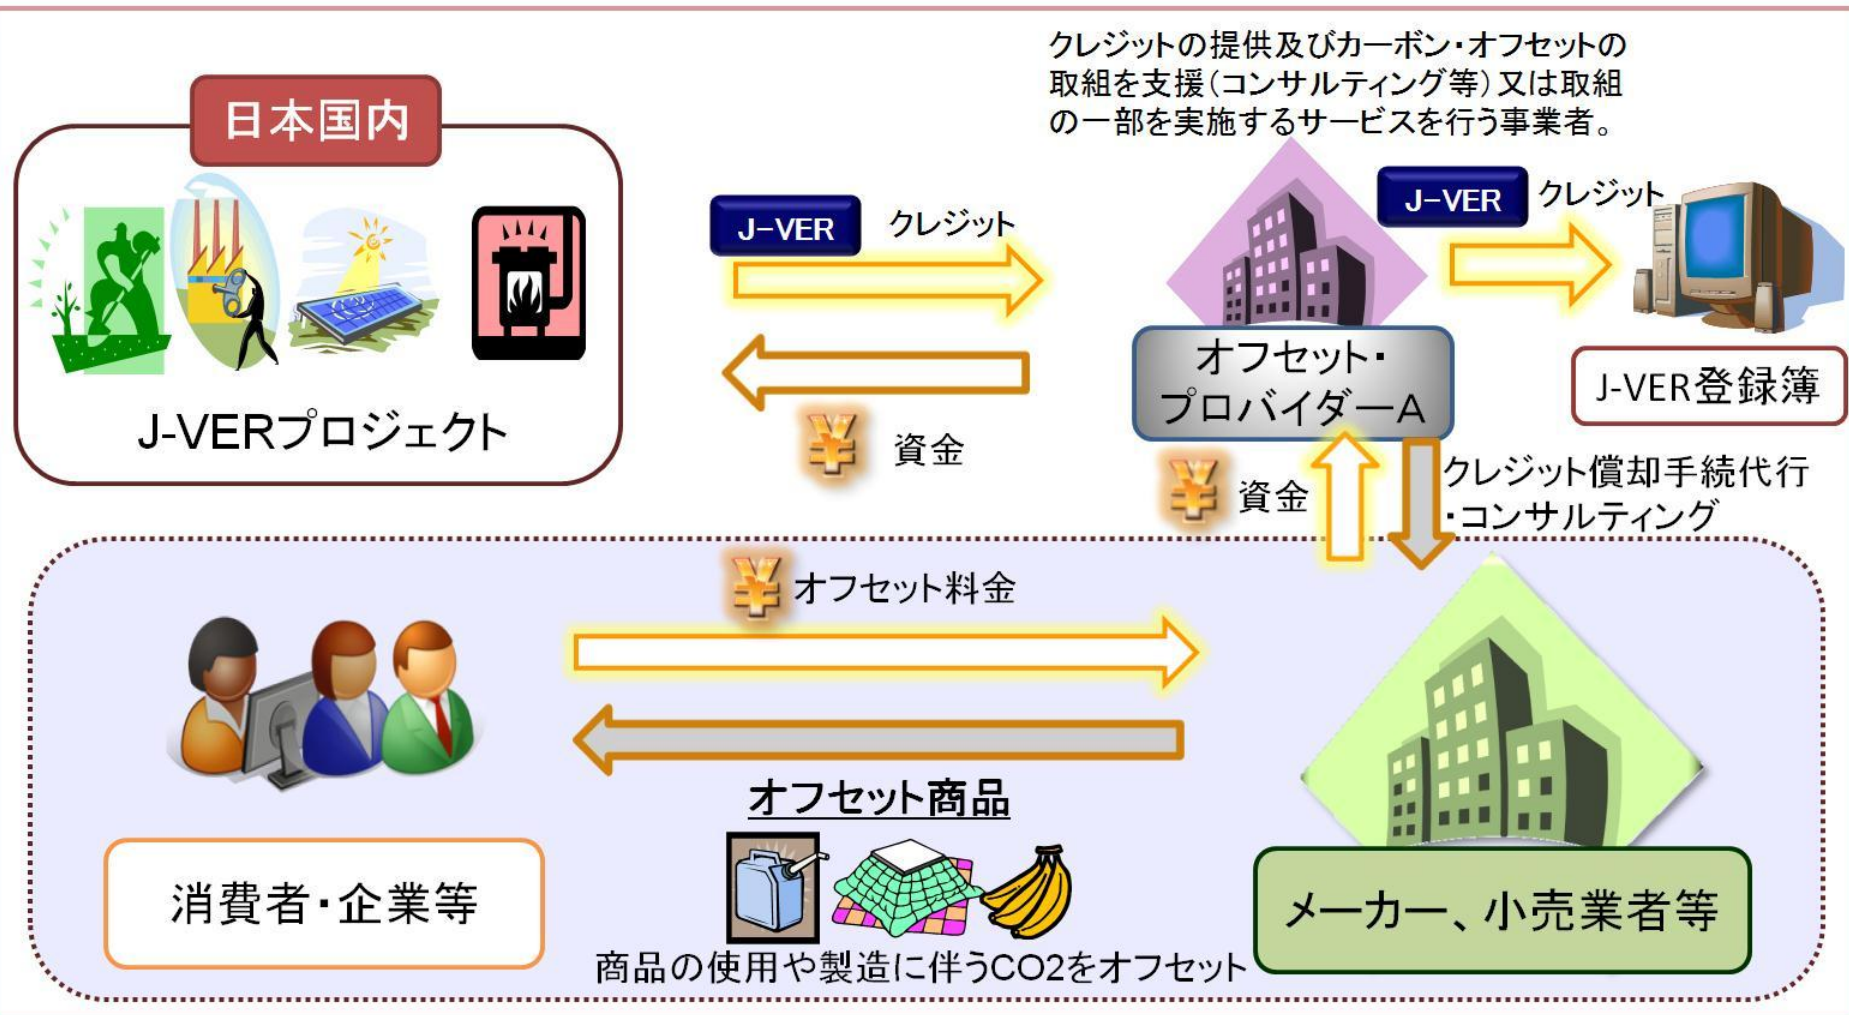 クレジットの提供及びカーボン・オフセットの
取組を支援(コンサルティング等)又は取組
の一部を実施するサービスを行う事業者。
日本国内
J-VERプロジェクト
J-VER
クレジット
¥
資金
オフセット・
プロバイダーA
J-VER
クレジット
J-VER登録簿
¥
資金
クレジット償却手続代行
・コンサルティング
¥
オフセット料金
オフセット商品
商品の使用や製造に伴うCO2をオフセット
消費者・企業等
メーカー、小売業者等